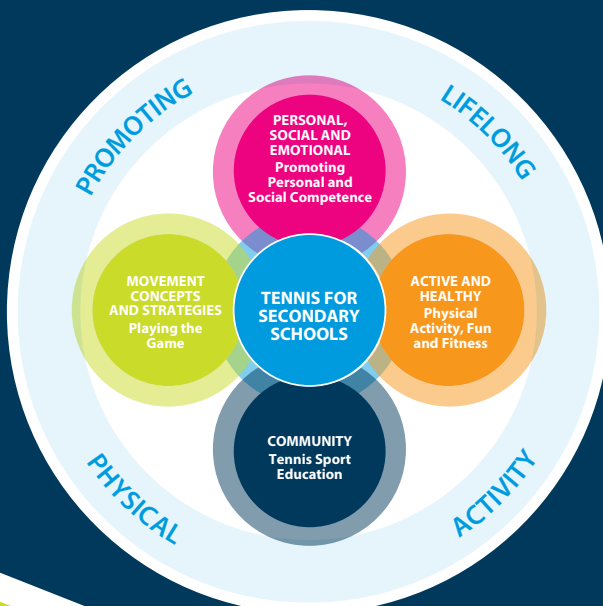 PROMOTING
LIFELONG
PERSONAL,
SOCIAL AND
EMOTIONAL
Promoting
Personal and
Social Competence
MOVEMENT
CONCEPTS
AND STRATEGIES
Playing the
Game
TENNIS FOR
SECONDARY
SCHOOLS
ACTIVE AND
HEALTHY
Physical
Activity, Fun
and Fitness
COMMUNITY
Tennis Sport
Education
PHYSICAL
ACTIVITY